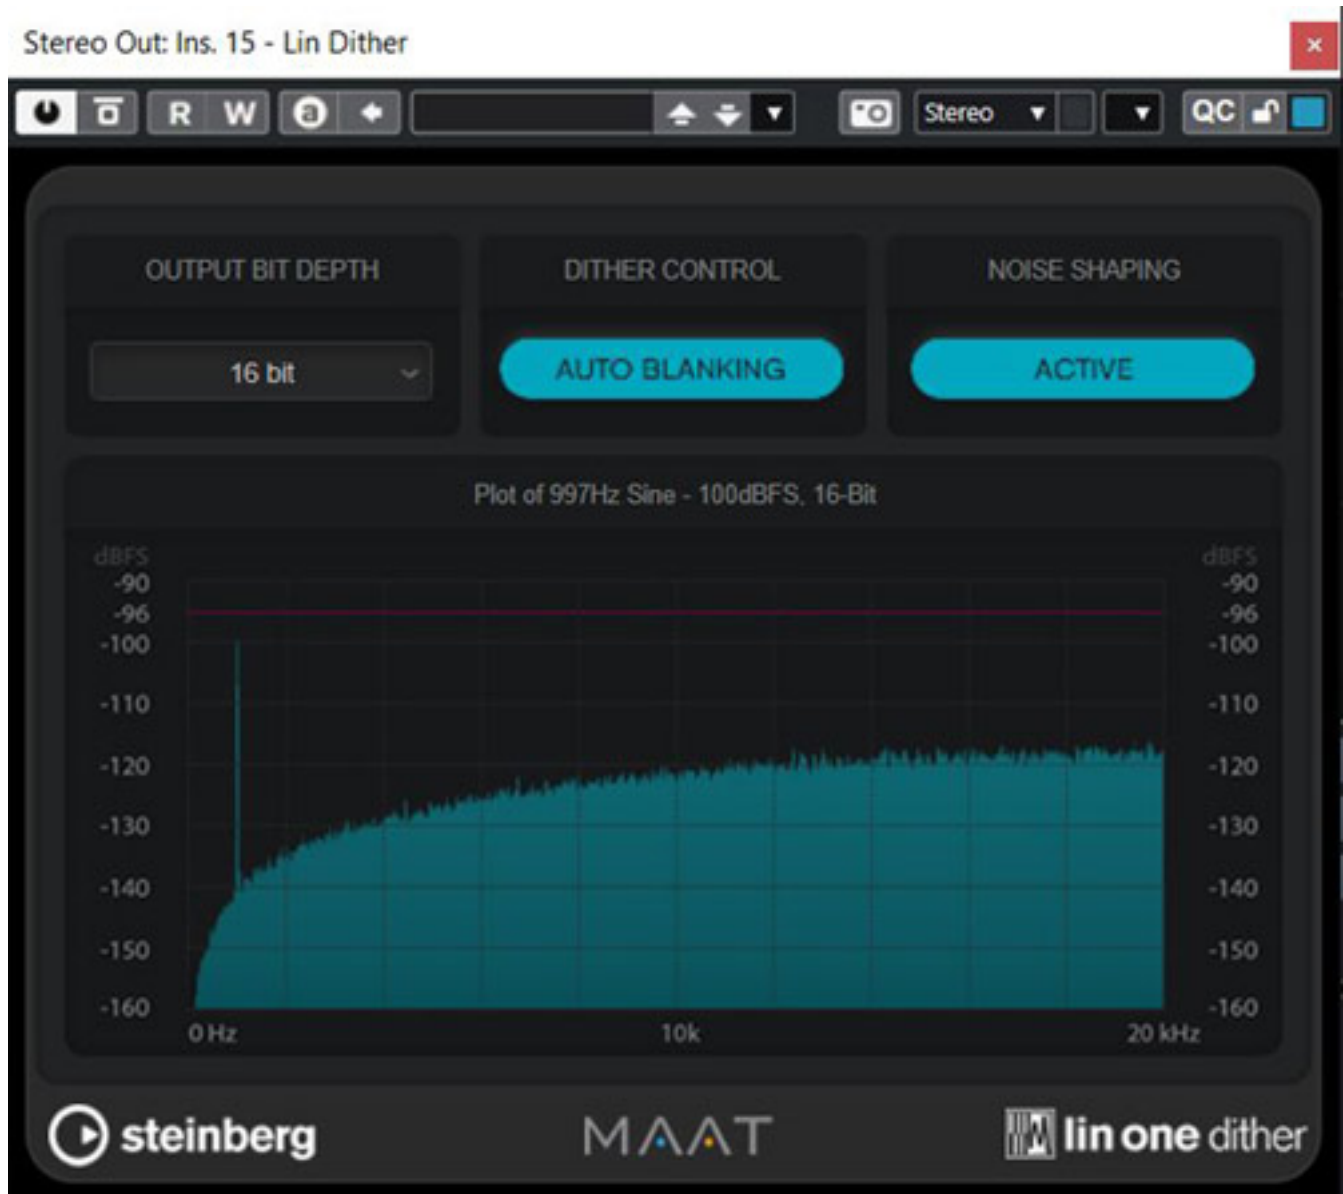 Stereo Out: Ins. 15 - Lin Dither
R W a Stereo QC
OUTPUT BIT DEPTH DITHER CONTROL NOISE SHAPING
16 bit AUTO BLANKING ACTIVE
Plot of 997Hz Sine - 100dBFS, 16-Bit
dBFS dBFS
-90 -90
-96 -96
-100 -100
-110 -110
-120 -120
-130 -130
-140 -140
-150 -150
-160 -160
0 Hz 10k 20 kHz
steinberg MAAT lin one dither